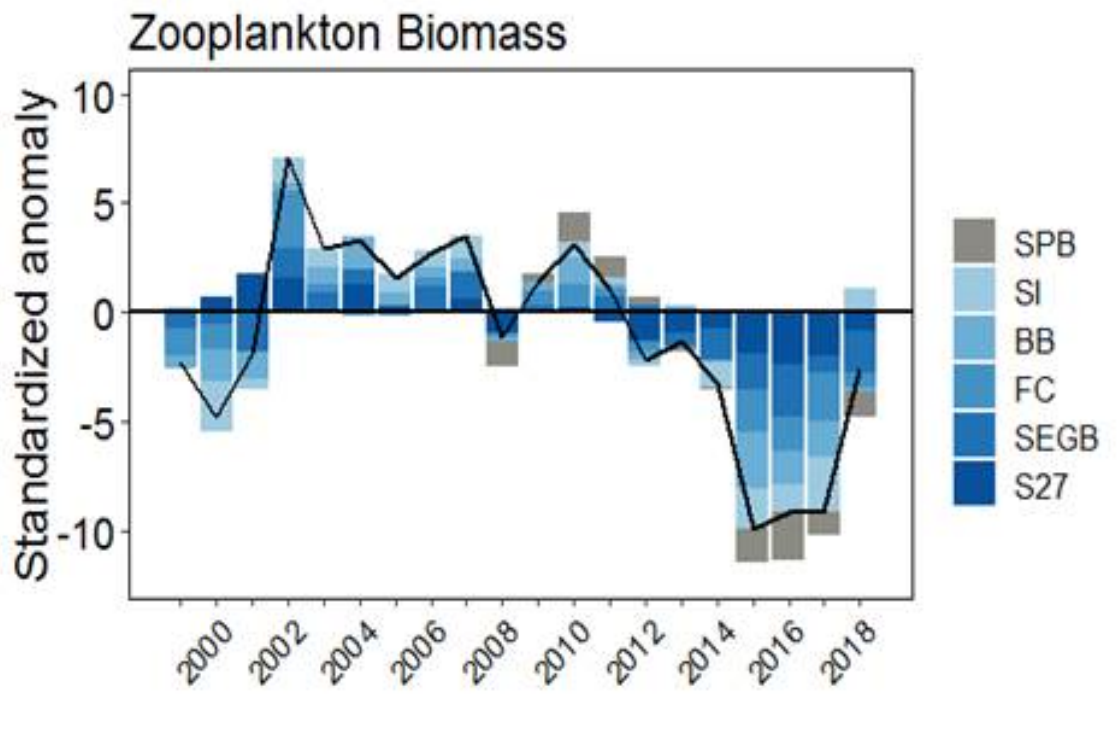 Zooplankton Biomass
Standardized anomaly
10
5
0
-5
-10
2000
2002
2004
2006
2008
2010
2012
2014
2016
2018
SPB
SI
BB
FC
SEGB
S27